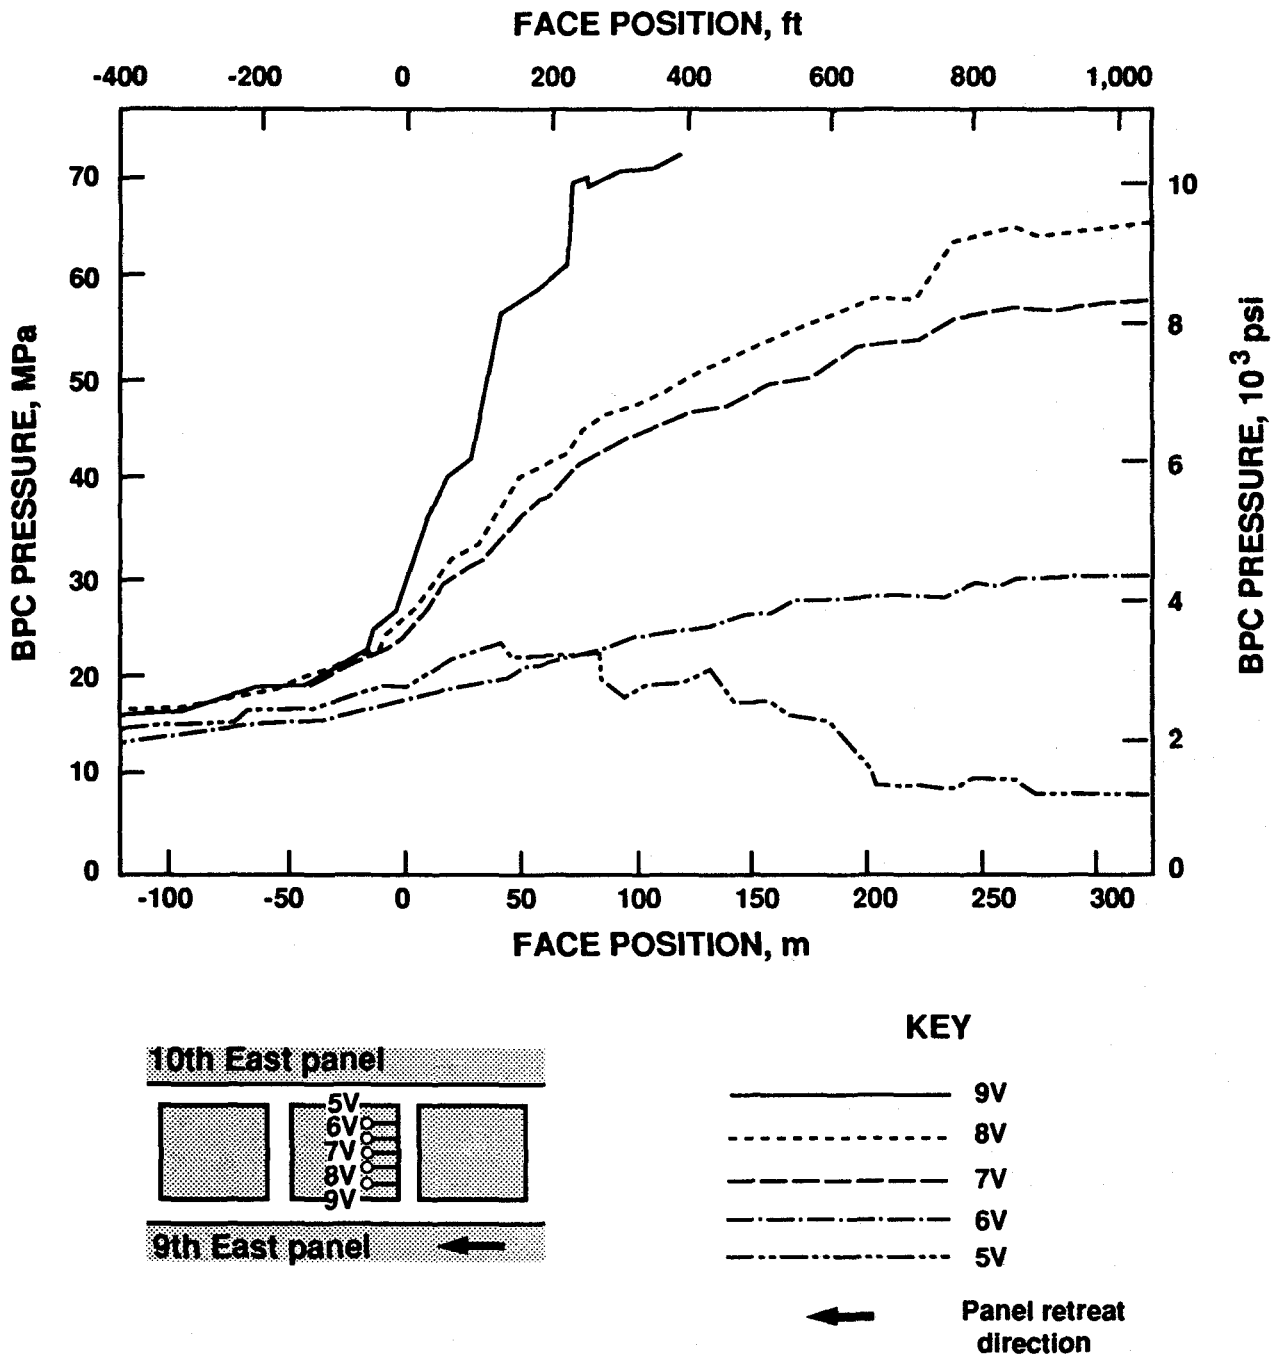 FACE POSITION, ft
-400 -200 0 200 400 600 800 1,000
BPC PRESSURE, MPa
70
60
50
40
30
20
10
0
10
8
6
4
2
0
BPC PRESSURE, 10³ psi
-100 -50 0 50 100 150 200 250 300
FACE POSITION, m
10th East panel
5V
6V
7V
8V
9V
9th East panel
KEY
9V
8V
7V
6V
5V
Panel retreat
direction